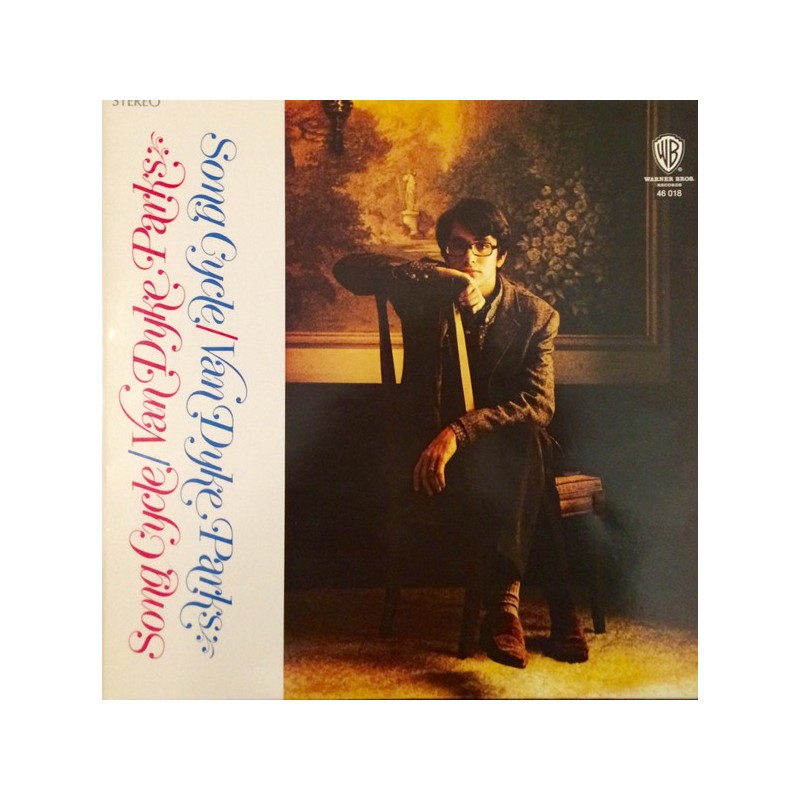 STEREO
Song Cycle/Van Dyke Parks
Song Cycle/Van Dyke Parks
WB
WARNER BROS.
RECORDS
46 018